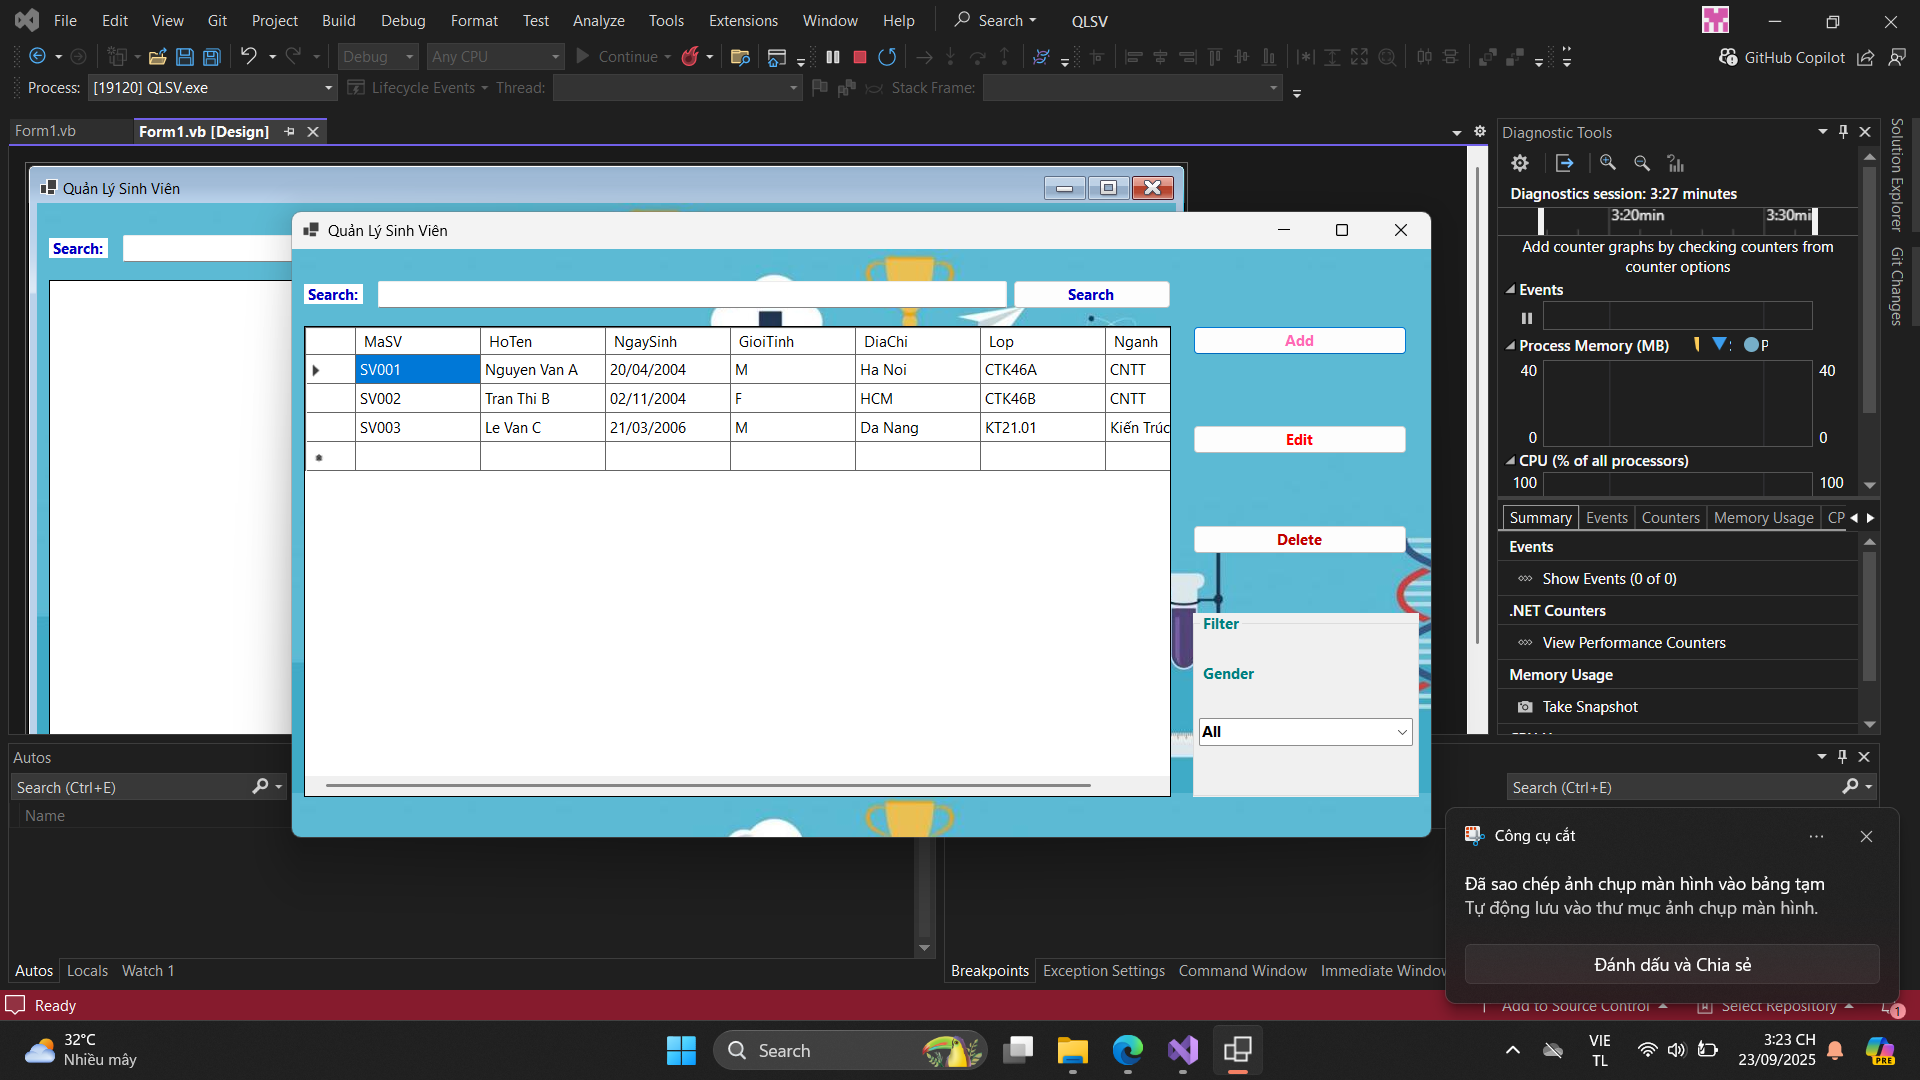 File Edit View Git Project Build Debug Format Test Analyze Tools Extensions Window Help Search QLSV
Debug Any CPU Continue GitHub Copilot
Process: [19120] QLSV.exe Lifecycle Events Thread: Stack Frame:
Form1.vb Form1.vb [Design]
Quản Lý Sinh Viên
Search:
Quản Lý Sinh Viên
Search: Search
MaSV HoTen NgaySinh GioiTinh DiaChi Lop Nganh
SV001 Nguyen Van A 20/04/2004 M Ha Noi CTK46A CNTT
SV002 Tran Thi B 02/11/2004 F HCM CTK46B CNTT
SV003 Le Van C 21/03/2006 M Da Nang KT21.01 Kiến Trúc
Add
Edit
Delete
Filter
Gender
All
Diagnostic Tools
Diagnostics session: 3:27 minutes
3:20min 3:30mi
Add counter graphs by checking counters from
counter options
Events
Process Memory (MB) P
40 40
0 0
CPU (% of all processors)
100 100
Summary Events Counters Memory Usage CP
Events
Show Events (0 of 0)
.NET Counters
View Performance Counters
Memory Usage
Take Snapshot
Solution Explorer
Git Changes
Autos
Search (Ctrl+E)
Name
Autos Locals Watch 1
Search (Ctrl+E)
Breakpoints Exception Settings Command Window Immediate Window
Công cụ cắt
Đã sao chép ảnh chụp màn hình vào bảng tạm
Tự động lưu vào thư mục ảnh chụp màn hình.
Đánh dấu và Chia sẻ
Ready Add to Source Control Select Repository 1
32°C
Nhiều mây
Search
VIE
TL
3:23 CH
23/09/2025
PRE